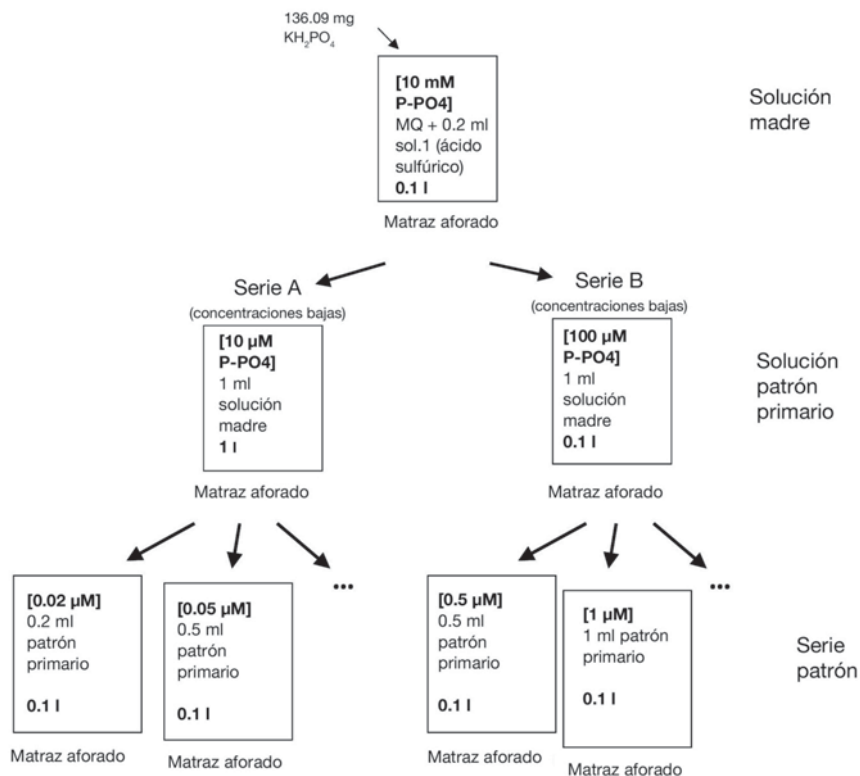 136.09 mg
KH₂PO₄
[10 mM
P-PO4]
MQ + 0.2 ml
sol.1 (ácido
sulfúrico)
0.1 l
Matraz aforado
Solución
madre
Serie A
(concentraciones bajas)
[10 µM
P-PO4]
1 ml
solución
madre
1 l
Matraz aforado
Serie B
(concentraciones bajas)
[100 µM
P-PO4]
1 ml
solución
madre
0.1 l
Matraz aforado
Solución
patrón
primario
[0.02 µM]
0.2 ml
patrón
primario
0.1 l
Matraz aforado
[0.05 µM]
0.5 ml
patrón
primario
0.1 l
Matraz aforado
...
[0.5 µM]
0.5 ml
patrón
primario
0.1 l
Matraz aforado
[1 µM]
1 ml patrón
primario
0.1 l
Matraz aforado
...
Serie
patrón